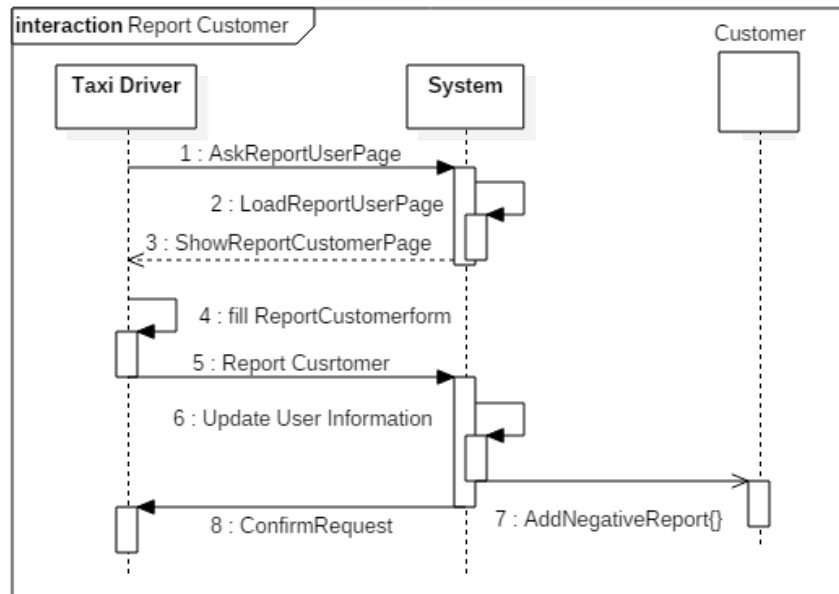 interaction Report Customer
Customer
Taxi Driver
System
1 : AskReportUserPage
2 : LoadReportUserPage
3 : ShowReportCustomerPage
4 : fill ReportCustomerform
5 : Report Cusrtomer
6 : Update User Information
7 : AddNegativeReport{}
8 : ConfirmRequest